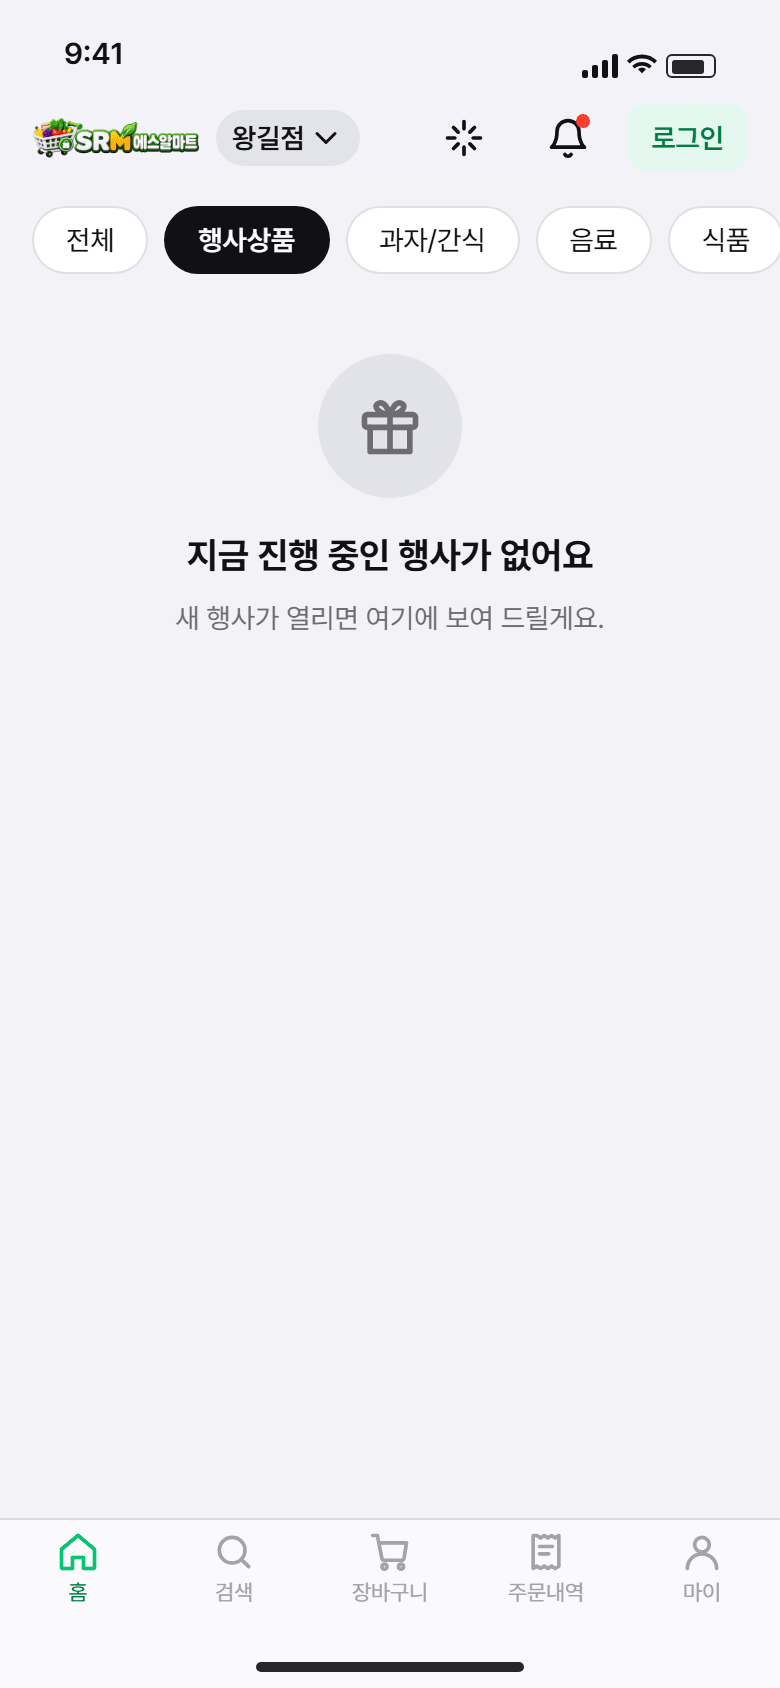 9:41
SRM에스알마트 왕길점 로그인
전체 행사상품 과자/간식 음료 식품
지금 진행 중인 행사가 없어요
새 행사가 열리면 여기에 보여 드릴게요.
홈 검색 장바구니 주문내역 마이